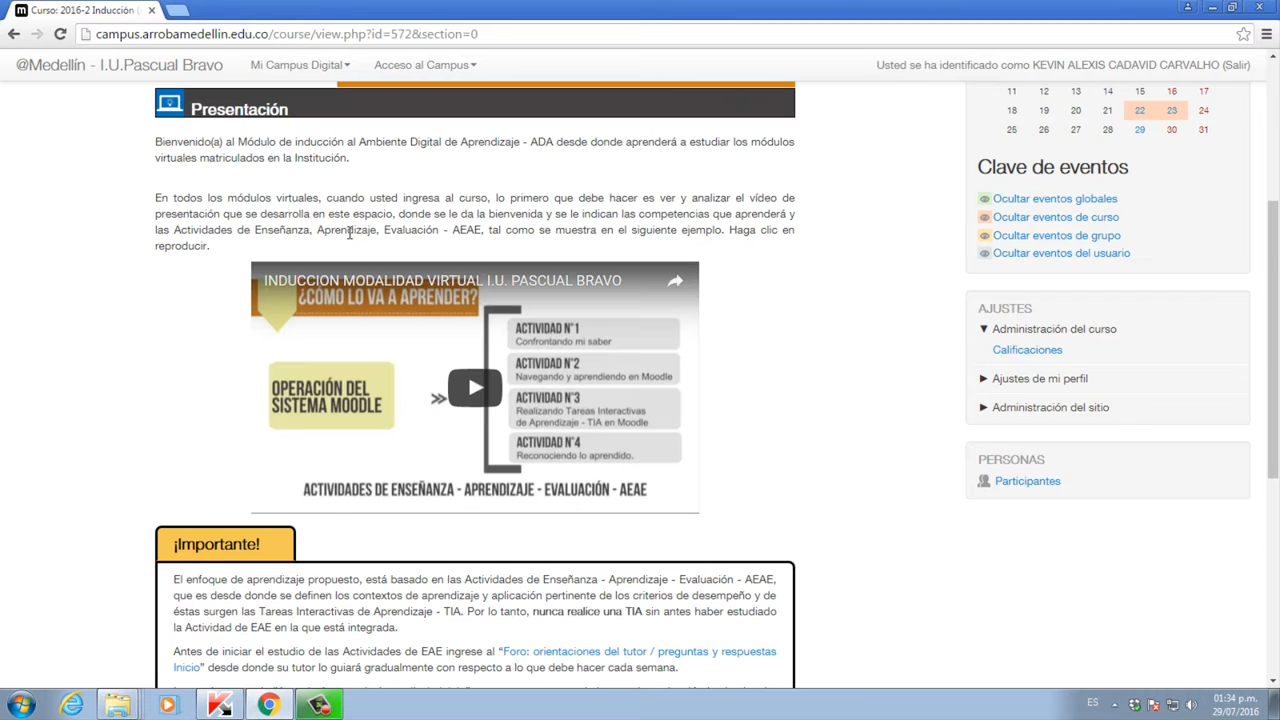 Curso: 2016-2 Inducción
campus.arrobamedellin.edu.co/course/view.php?id=572&section=0
@Medellín - I.U.Pascual Bravo
Mi Campus Digital
Acceso al Campus
Usted se ha identificado como KEVIN ALEXIS CADAVID CARVALHO (Salir)
Presentación
Bienvenido(a) al Módulo de inducción al Ambiente Digital de Aprendizaje - ADA desde donde aprenderá a estudiar los módulos
virtuales matriculados en la Institución.
En todos los módulos virtuales, cuando usted ingresa al curso, lo primero que debe hacer es ver y analizar el vídeo de
presentación que se desarrolla en este espacio, donde se le da la bienvenida y se le indican las competencias que aprenderá y
las Actividades de Enseñanza, Aprendizaje, Evaluación - AEAE, tal como se muestra en el siguiente ejemplo. Haga clic en
reproducir.
INDUCCION MODALIDAD VIRTUAL I.U. PASCUAL BRAVO
¿CÓMO LO VA A APRENDER?
OPERACIÓN DEL
SISTEMA MOODLE
»
ACTIVIDAD N°1
Confrontando mi saber
ACTIVIDAD N°2
Navegando y aprendiendo en Moodle
ACTIVIDAD N°3
Realizando Tareas Interactivas
de Aprendizaje - TIA en Moodle
ACTIVIDAD N°4
Reconociendo lo aprendido.
ACTIVIDADES DE ENSEÑANZA - APRENDIZAJE - EVALUACIÓN - AEAE
¡Importante!
El enfoque de aprendizaje propuesto, está basado en las Actividades de Enseñanza - Aprendizaje - Evaluación - AEAE,
que es desde donde se definen los contextos de aprendizaje y aplicación pertinente de los criterios de desempeño y de
éstas surgen las Tareas Interactivas de Aprendizaje - TIA. Por lo tanto, nunca realice una TIA sin antes haber estudiado
la Actividad de EAE en la que está integrada.
Antes de iniciar el estudio de las Actividades de EAE ingrese al “Foro: orientaciones del tutor / preguntas y respuestas
Inicio” desde donde su tutor lo guiará gradualmente con respecto a lo que debe hacer cada semana.
11 12 13 14 15 16 17
18 19 20 21 22 23 24
25 26 27 28 29 30 31
Clave de eventos
Ocultar eventos globales
Ocultar eventos de curso
Ocultar eventos de grupo
Ocultar eventos del usuario
AJUSTES
Administración del curso
Calificaciones
Ajustes de mi perfil
Administración del sitio
PERSONAS
Participantes
ES
01:34 p.m.
29/07/2016